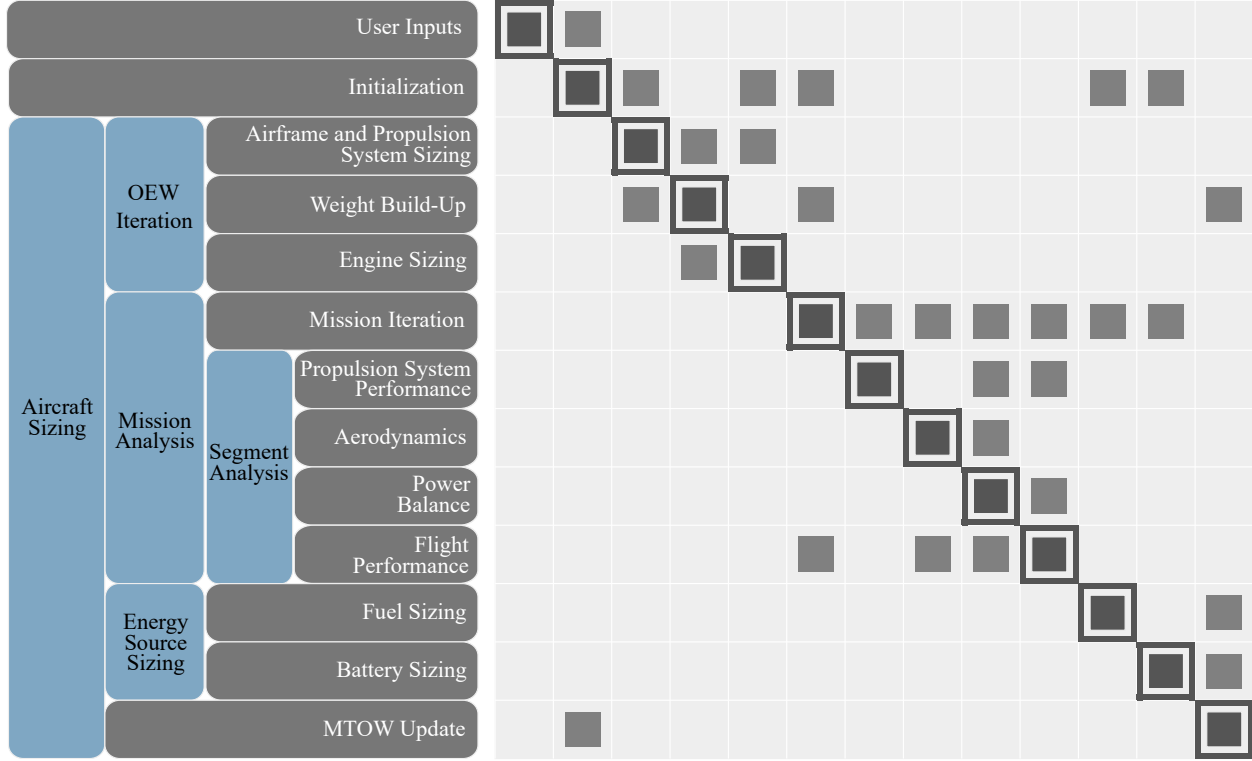 User Inputs
Initialization
Aircraft
Sizing
OEW
Iteration
Airframe and Propulsion
System Sizing
Weight Build-Up
Engine Sizing
Mission
Analysis
Mission Iteration
Segment
Analysis
Propulsion System
Performance
Aerodynamics
Power
Balance
Flight
Performance
Energy
Source
Sizing
Fuel Sizing
Battery Sizing
MTOW Update